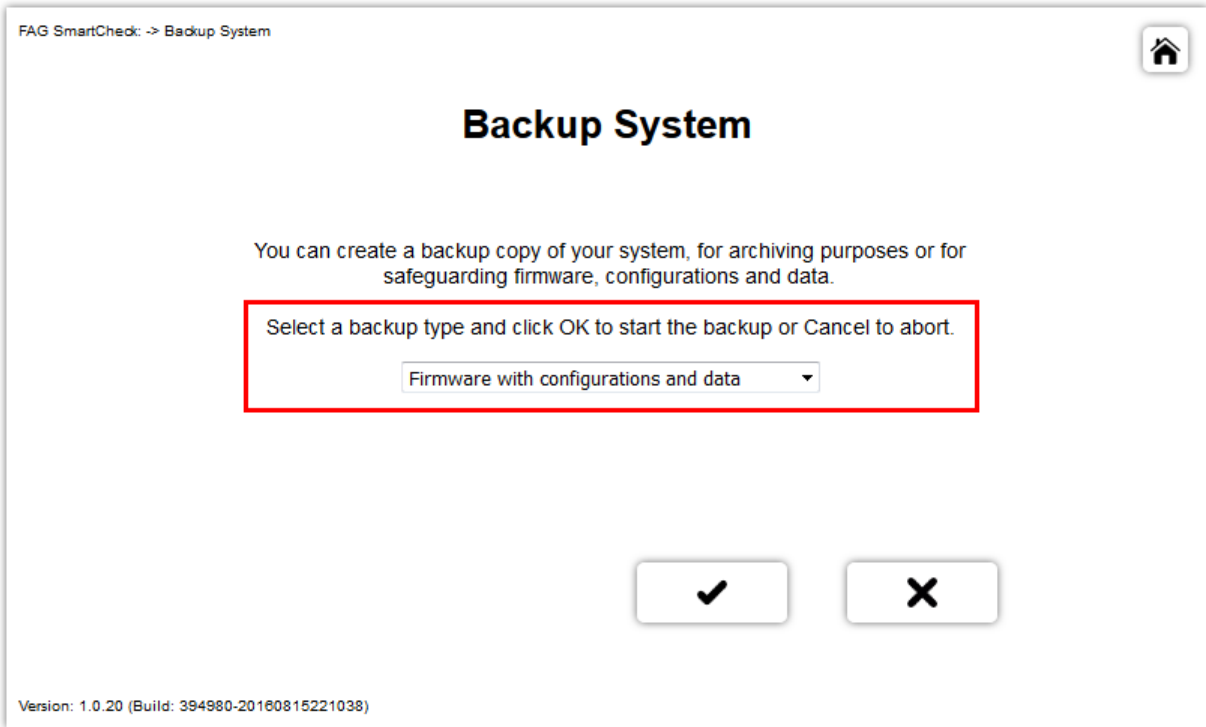 FAG SmartCheck: -> Backup System
Backup System
You can create a backup copy of your system, for archiving purposes or for
safeguarding firmware, configurations and data.
Select a backup type and click OK to start the backup or Cancel to abort.
Firmware with configurations and data
Version: 1.0.20 (Build: 394980-20160815221038)